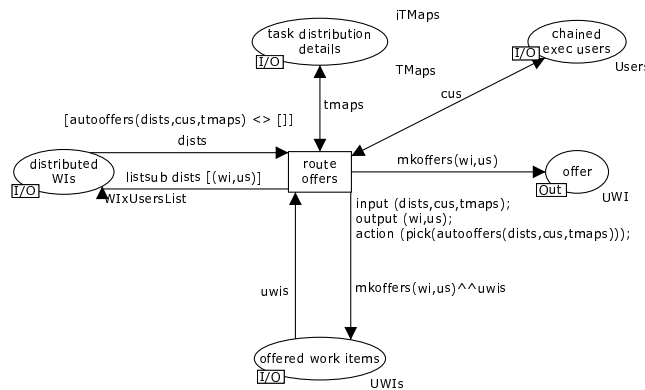 iTMaps
task distribution
details
I/O
chained
exec users
I/O
TMaps
Users
cus
tmaps
[autooffers(dists,cus,tmaps) <> []]
dists
distributed
WIs
I/O
listsub dists [(wi,us)]
WIxUsersList
route
offers
mkoffers(wi,us)
offer
Out
UWI
input (dists,cus,tmaps);
output (wi,us);
action (pick(autooffers(dists,cus,tmaps)));
uwis
mkoffers(wi,us)^^uwis
offered work items
I/O
UWIs